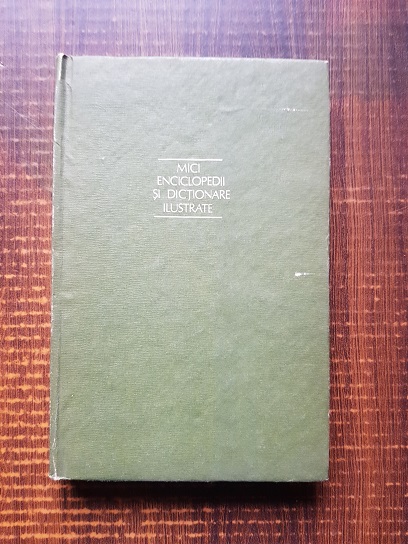 MICI
ENCICLOPEDII
ȘI DICȚIONARE
ILUSTRATE